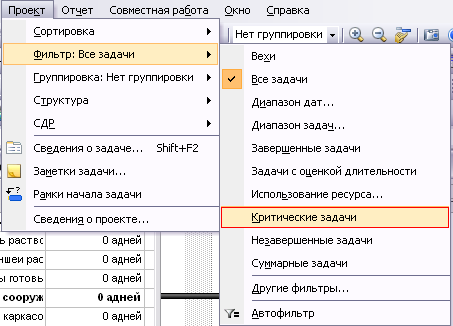 Проект Отчет Совместная работа Окно Справка
Нет группировки
Сортировка
Фильтр: Все задачи
Группировка: Нет группировки
Структура
СДР
Сведения о задаче... Shift+F2
Заметки задачи...
Рамки начала задачи
Сведения о проекте...
Вехи
Все задачи
Диапазон дат...
Диапазон задач...
Завершенные задачи
Задачи с оценкой длительности
Использование ресурса...
Критические задачи
Незавершенные задачи
Суммарные задачи
Другие фильтры...
Автофильтр
ь раство 0 адней
ншеи рас 0 адней
ы готовь 0 адней
сооруж 0 адней
каркасо 0 адней